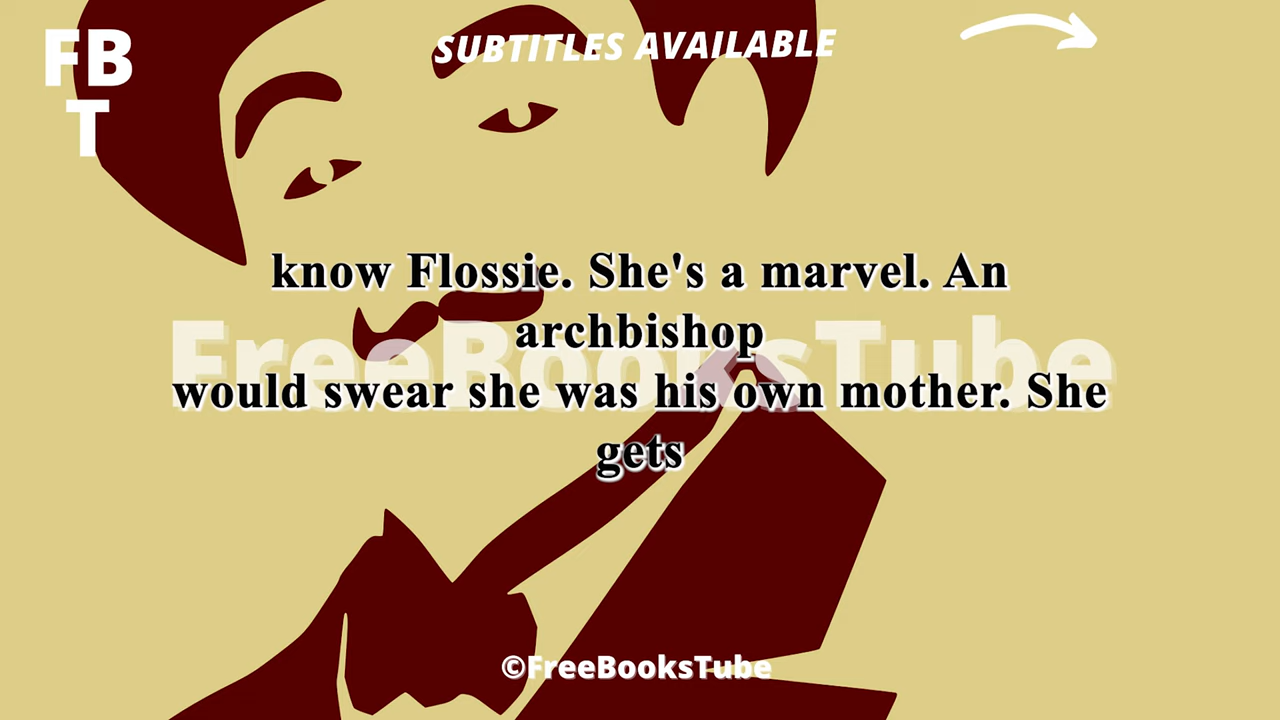 FB
T
SUBTITLES AVAILABLE
know Flossie. She's a marvel. An
archbishop
FreeBooksTube
would swear she was his own mother. She
gets
©FreeBooksTube